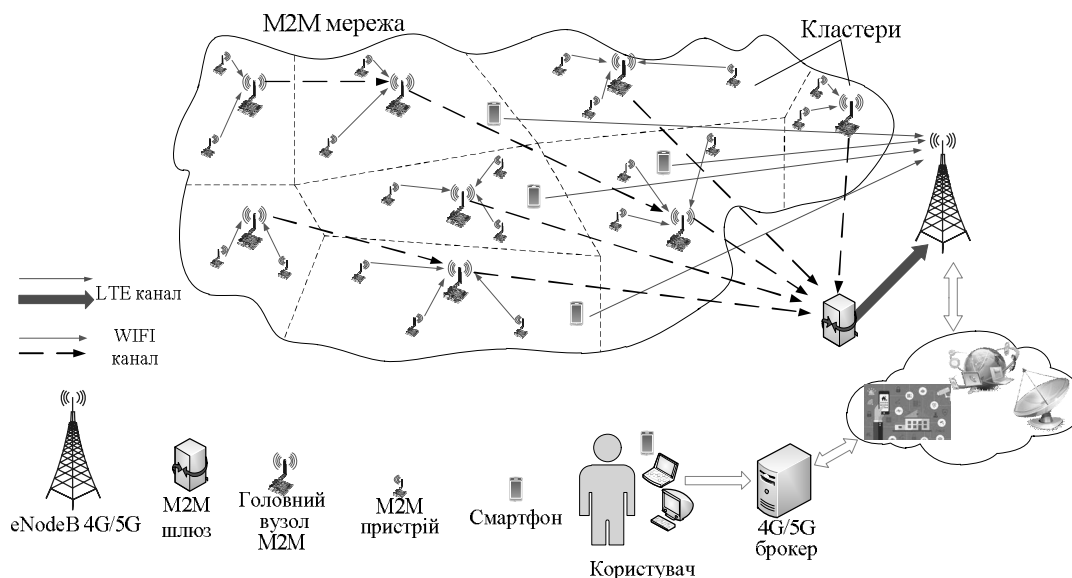 M2M мережа
Кластери
LTE канал
WIFI
канал
eNodeB 4G/5G
M2M
шлюз
Головний
вузол
M2M
M2M
пристрій
Смартфон
Користувач
4G/5G
брокер